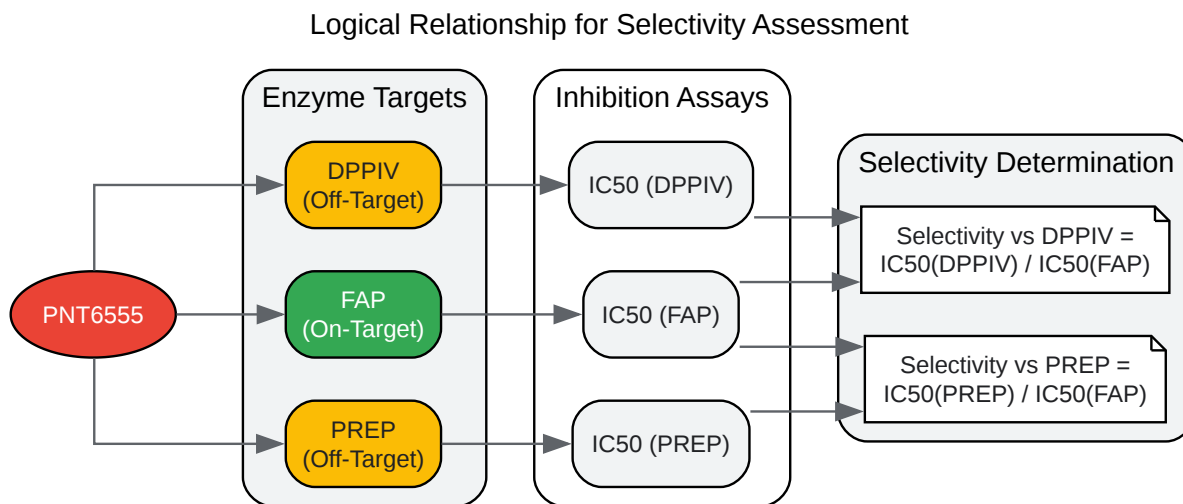 Logical Relationship for Selectivity Assessment
Enzyme Targets
Inhibition Assays
Selectivity Determination
DPPIV
(Off-Target)
IC50 (DPPIV)
Selectivity vs DPPIV =
IC50(DPPIV) / IC50(FAP)
PNT6555
FAP
(On-Target)
IC50 (FAP)
Selectivity vs PREP =
IC50(PREP) / IC50(FAP)
PREP
(Off-Target)
IC50 (PREP)